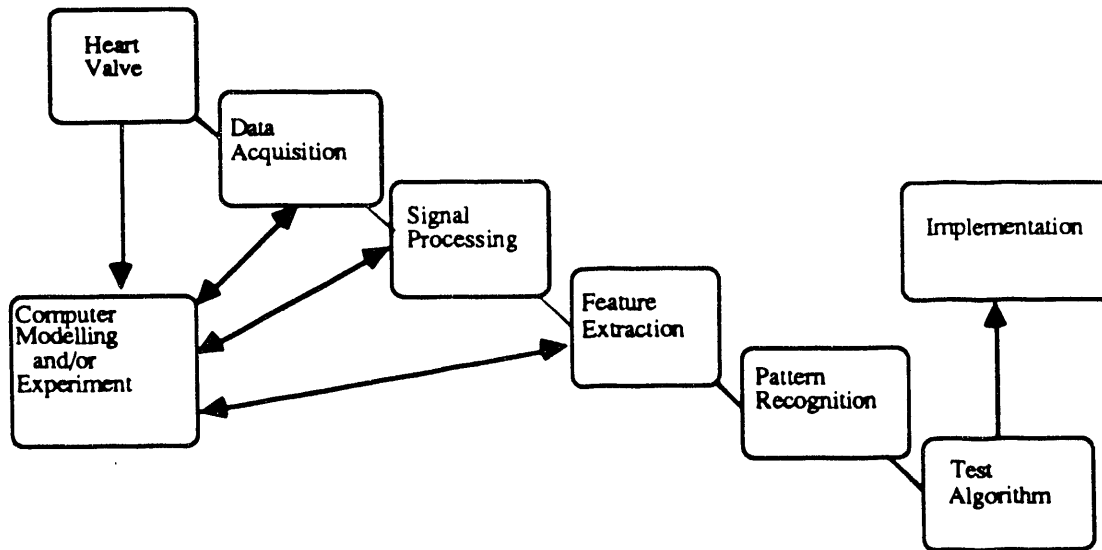 Heart
Valve
Data
Acquisition
Signal
Processing
Implementation
Computer
Modelling
and/or
Experiment
Feature
Extraction
Pattern
Recognition
Test
Algorithm